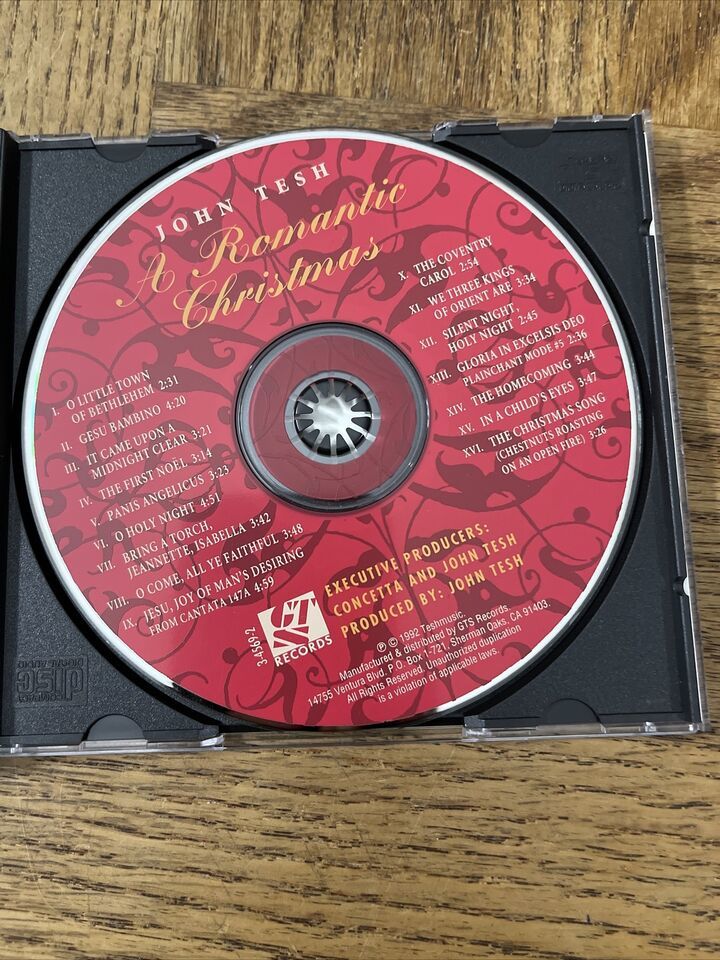 JOHN TESH
A Romantic
Christmas
I. O LITTLE TOWN
OF BETHLEHEM 2:31
II. GESU BAMBINO 4:20
III. IT CAME UPON A
MIDNIGHT CLEAR 3:21
IV. THE FIRST NOËL 3:14
V. PANIS ANGELICUS 3:23
VI. O HOLY NIGHT 4:51
VII. BRING A TORCH,
JEANNETTE, ISABELLA 3:42
VIII. O COME, ALL YE FAITHFUL 3:48
IX. JESU, JOY OF MAN'S DESIRING
FROM CANTATA 147A 4:59
X. THE COVENTRY
CAROL 2:54
XI. WE THREE KINGS
OF ORIENT ARE 3:34
XII. SILENT NIGHT,
HOLY NIGHT 2:45
XIII. GLORIA IN EXCELSIS DEO
PLAINCHANT MODE #5 2:36
XIV. THE HOMECOMING 3:44
XV. IN A CHILD'S EYES 3:47
XVI. THE CHRISTMAS SONG
(CHESTNUTS ROASTING
ON AN OPEN FIRE) 3:26
34569.2
GTS
RECORDS
EXECUTIVE PRODUCERS:
CONCETTA AND JOHN TESH
PRODUCED BY: JOHN TESH
℗ © 1992 Teshmusic.
Manufactured & distributed by GTS Records.
14755 Ventura Blvd., P.O. Box 1-721, Sherman Oaks, CA 91403.
All Rights Reserved. Unauthorized duplication
is a violation of applicable laws.
COMPACT
disc
DIGITAL AUDIO